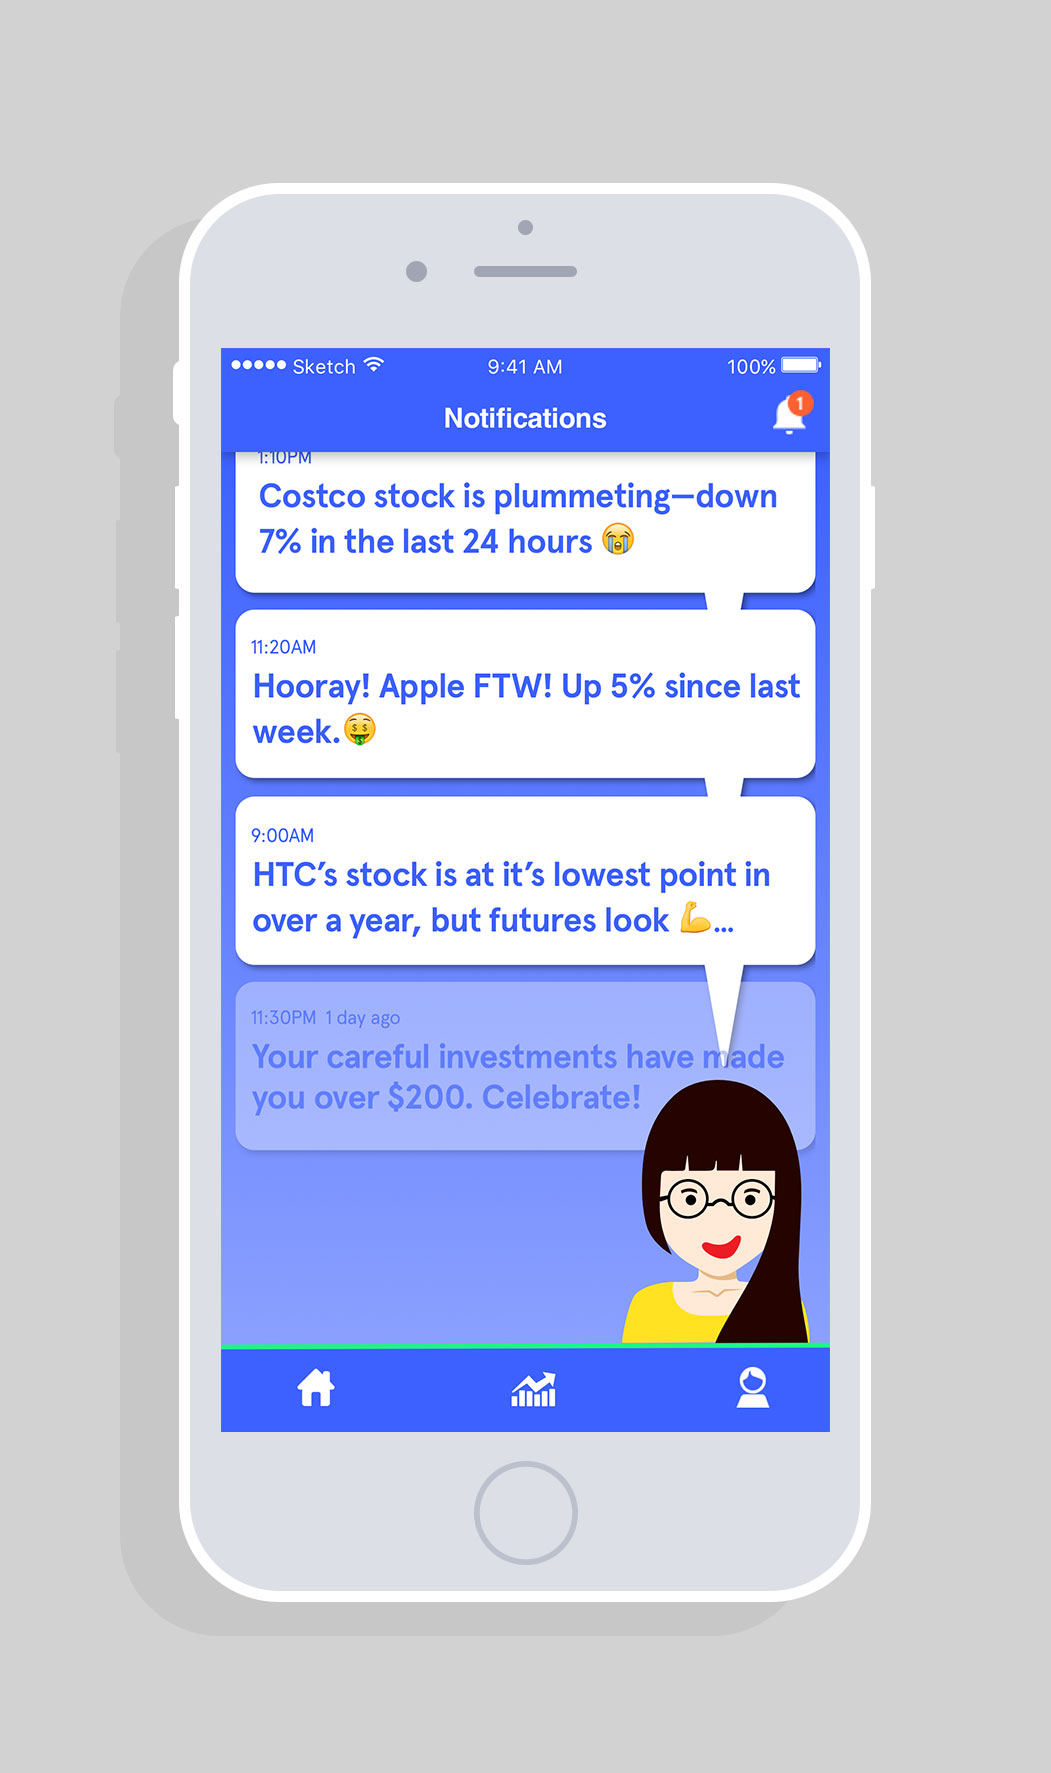 Sketch 9:41 AM 100%
Notifications 1
1:10PM
Costco stock is plummeting—down
7% in the last 24 hours 😭
11:20AM
Hooray! Apple FTW! Up 5% since last
week.🤑
9:00AM
HTC’s stock is at it’s lowest point in
over a year, but futures look 💪...
11:30PM 1 day ago
Your careful investments have made
you over $200. Celebrate!